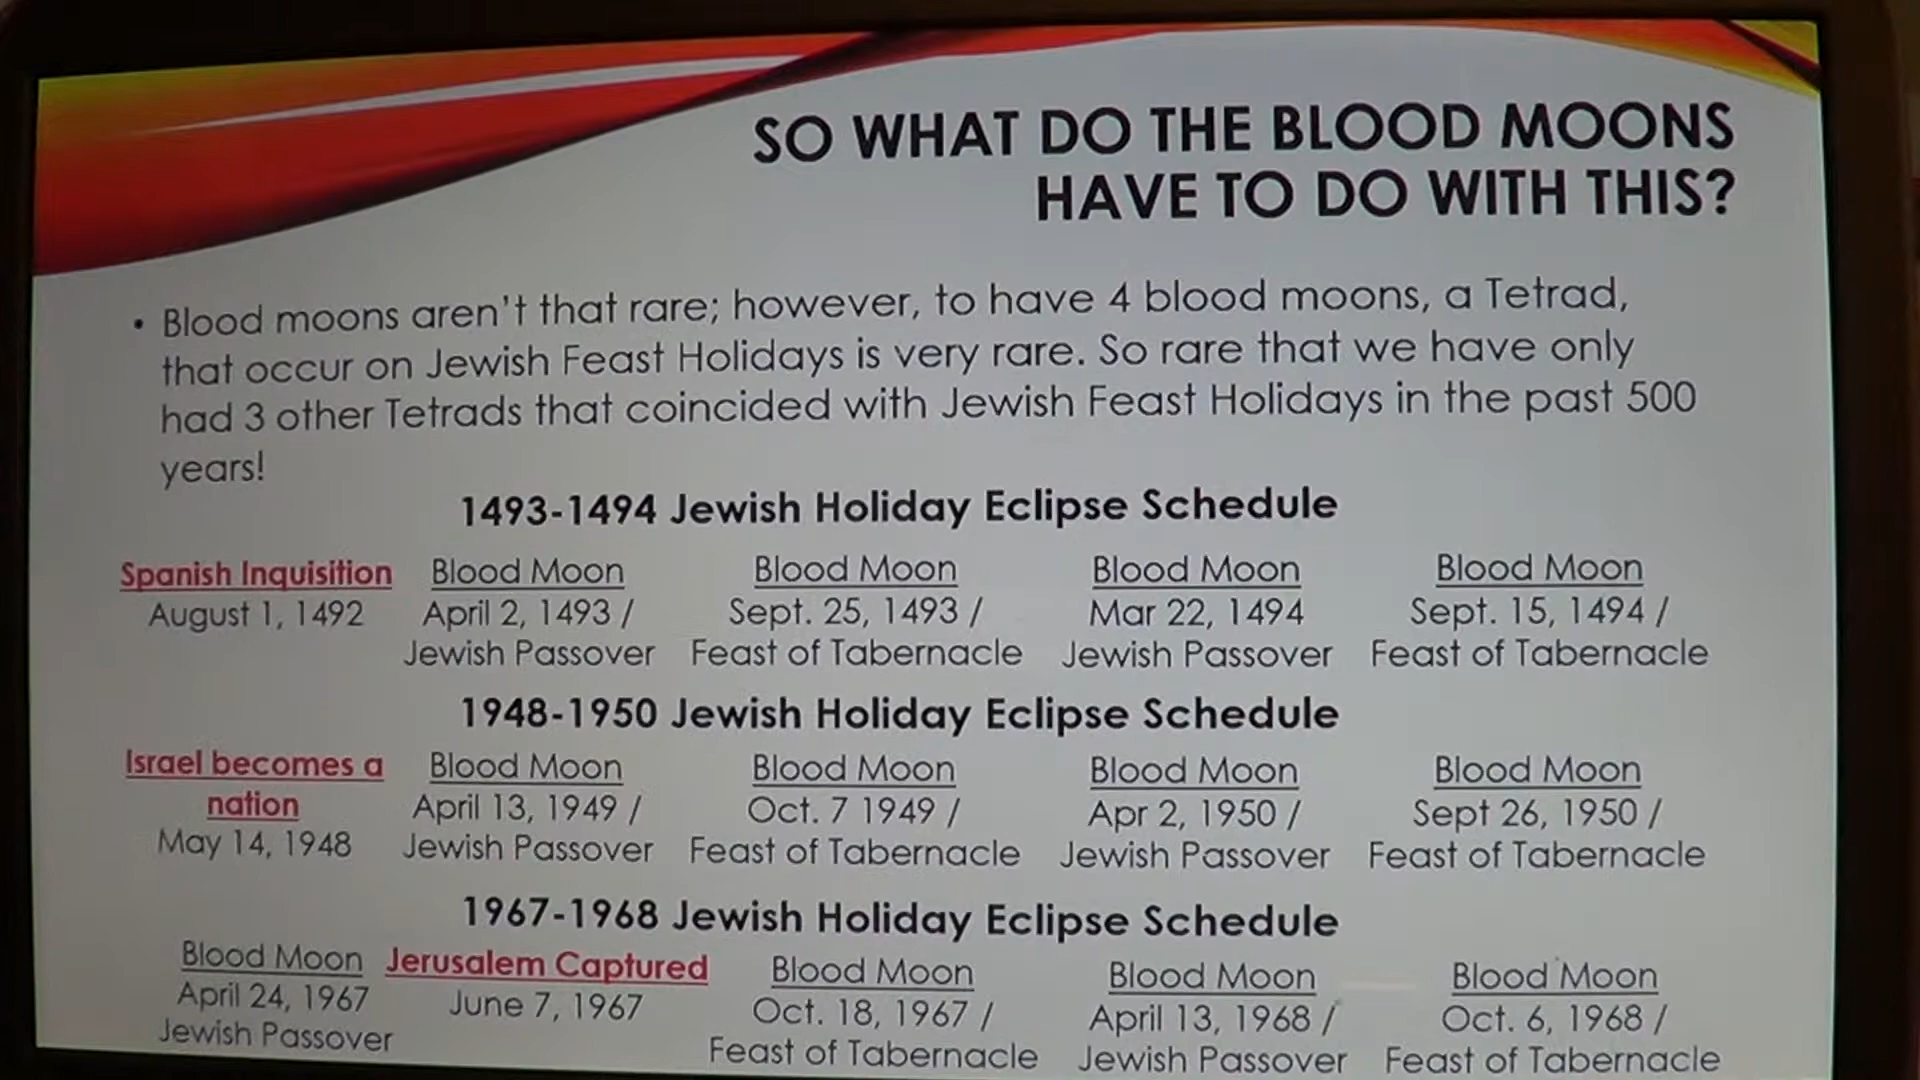 SO WHAT DO THE BLOOD MOONS
HAVE TO DO WITH THIS?
• Blood moons aren't that rare; however, to have 4 blood moons, a Tetrad,
that occur on Jewish Feast Holidays is very rare. So rare that we have only
had 3 other Tetrads that coincided with Jewish Feast Holidays in the past 500
years!
1493-1494 Jewish Holiday Eclipse Schedule
Spanish Inquisition Blood Moon Blood Moon Blood Moon Blood Moon
August 1, 1492 April 2, 1493 / Sept. 25, 1493 / Mar 22, 1494 Sept. 15, 1494 /
Jewish Passover Feast of Tabernacle Jewish Passover Feast of Tabernacle
1948-1950 Jewish Holiday Eclipse Schedule
Israel becomes a Blood Moon Blood Moon Blood Moon Blood Moon
nation April 13, 1949 / Oct. 7 1949 / Apr 2, 1950 / Sept 26, 1950 /
May 14, 1948 Jewish Passover Feast of Tabernacle Jewish Passover Feast of Tabernacle
1967-1968 Jewish Holiday Eclipse Schedule
Blood Moon Jerusalem Captured Blood Moon Blood Moon Blood Moon
April 24, 1967 June 7, 1967 Oct. 18, 1967 / April 13, 1968 / Oct. 6, 1968 /
Jewish Passover Feast of Tabernacle Jewish Passover Feast of Tabernacle